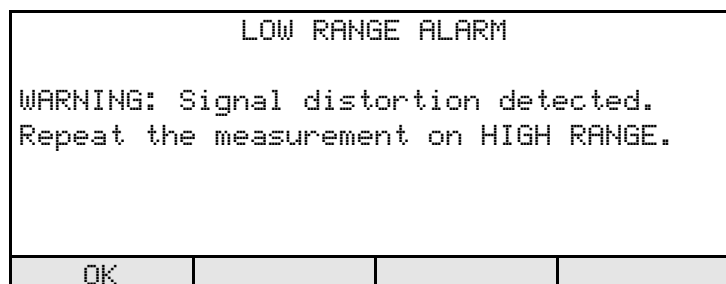 LOW RANGE ALARM
WARNING: Signal distortion detected.
Repeat the measurement on HIGH RANGE.
OK